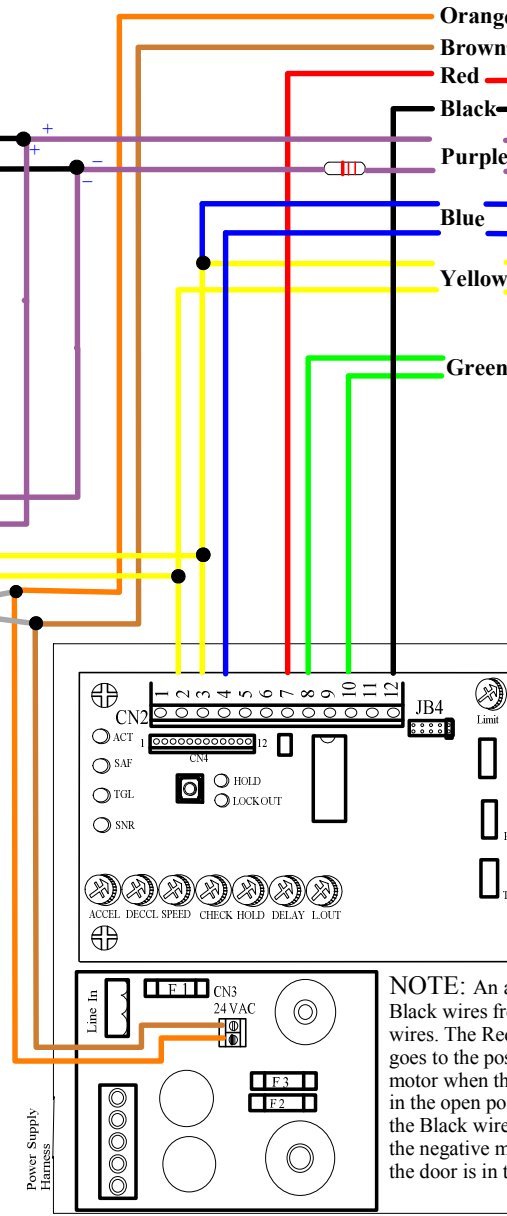 Orange
Brown
Red
Black
+
+
Purple
−
−
Blue
Yellow
Green
1 2 3 4 5 6 7 8 9 10 11 12
CN2
JB4
Limit
ACT
1
12
CN4
SAF
HOLD
TGL
LOCKOUT
SNR
ACCEL DECCL SPEED CHECK HOLD DELAY L.OUT
Line In
F 1
CN3
24 VAC
F 3
F 2
Power Supply
Harness
NOTE: An a
Black wires fr
wires. The Re
goes to the pos
motor when th
in the open po
the Black wire
the negative m
the door is in t